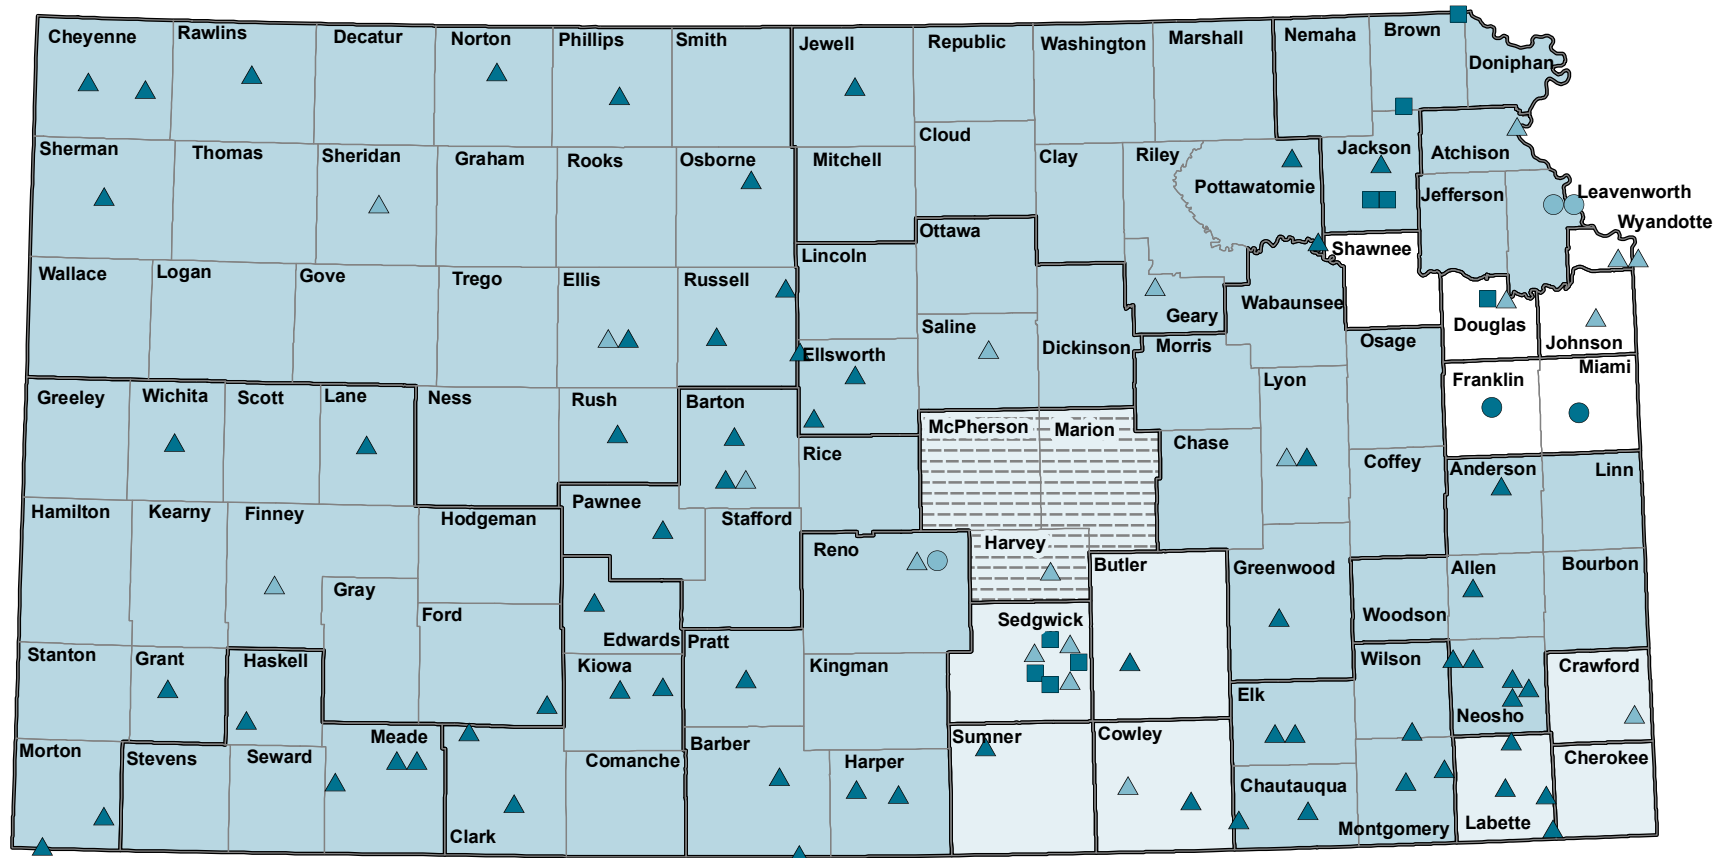 Cheyenne
Rawlins
Decatur
Norton
Phillips
Smith
Jewell
Republic
Washington
Marshall
Nemaha
Brown
Doniphan
Sherman
Thomas
Sheridan
Graham
Rooks
Osborne
Mitchell
Cloud
Clay
Riley
Pottawatomie
Jackson
Atchison
Jefferson
Leavenworth
Wyandotte
Wallace
Logan
Gove
Trego
Ellis
Russell
Lincoln
Ottawa
Saline
Dickinson
Geary
Wabaunsee
Shawnee
Douglas
Johnson
Ellsworth
Morris
Osage
Franklin
Miami
Greeley
Wichita
Scott
Lane
Ness
Rush
Barton
Rice
McPherson
Marion
Chase
Lyon
Coffey
Anderson
Linn
Hamilton
Kearny
Finney
Hodgeman
Pawnee
Stafford
Reno
Harvey
Butler
Greenwood
Woodson
Allen
Bourbon
Gray
Ford
Edwards
Sedgwick
Stanton
Grant
Haskell
Kiowa
Pratt
Kingman
Elk
Wilson
Neosho
Crawford
Morton
Stevens
Seward
Meade
Clark
Comanche
Barber
Harper
Sumner
Cowley
Chautauqua
Montgomery
Labette
Cherokee